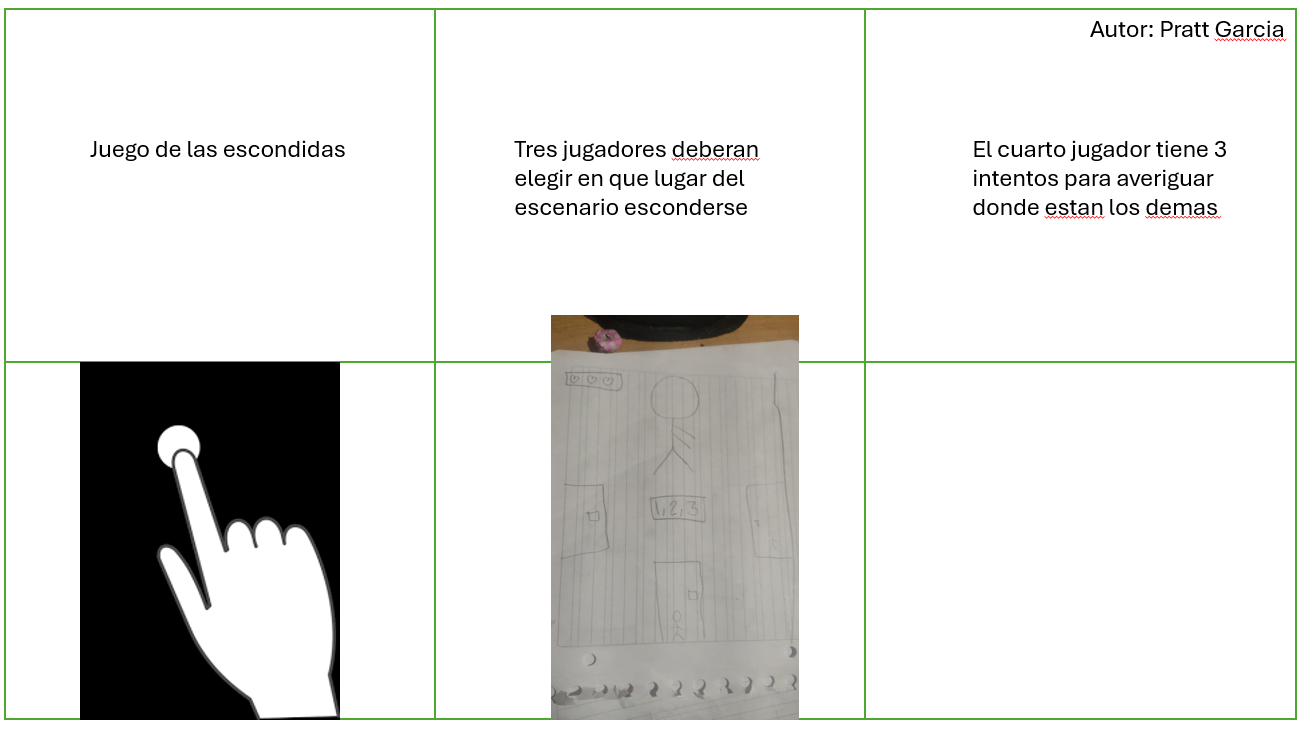 Autor: Pratt Garcia
Juego de las escondidas
Tres jugadores deberan
elegir en que lugar del
escenario esconderse
El cuarto jugador tiene 3
intentos para averiguar
donde estan los demas
1,2,3